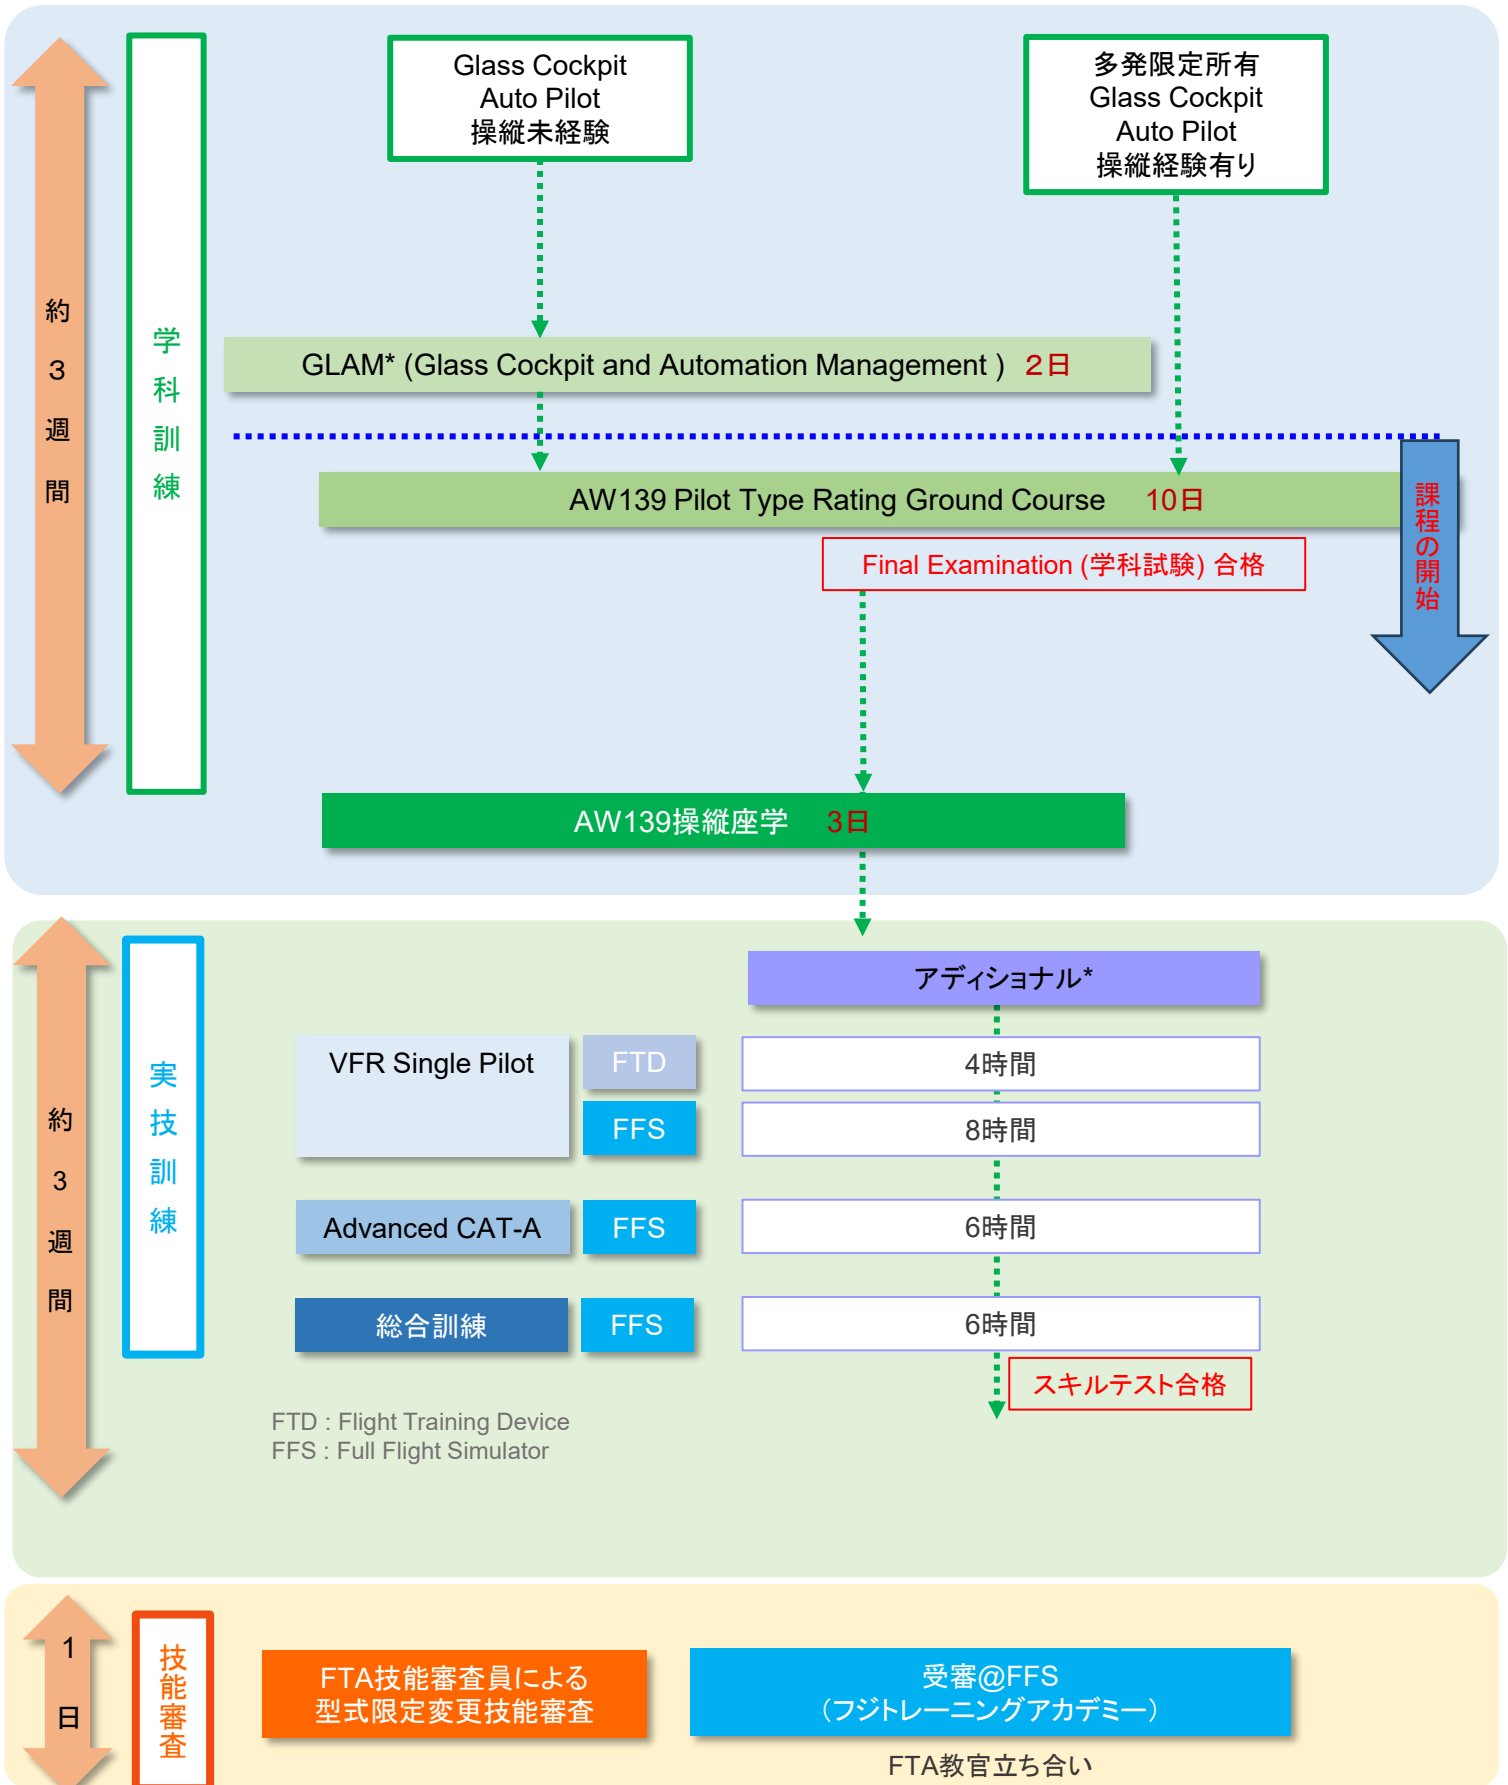 約3週間
学科訓練
Glass Cockpit
Auto Pilot
操縦未経験
多発限定所有
Glass Cockpit
Auto Pilot
操縦経験有り
GLAM* (Glass Cockpit and Automation Management ) 2日
AW139 Pilot Type Rating Ground Course 10日
課程の開始
Final Examination (学科試験) 合格
AW139操縦座学 3日
約3週間
実技訓練
アディショナル*
VFR Single Pilot FTD 4時間
FFS 8時間
Advanced CAT-A FFS 6時間
総合訓練 FFS 6時間
スキルテスト合格
FTD : Flight Training Device
FFS : Full Flight Simulator
1日
技能審査
FTA技能審査員による
型式限定変更技能審査
受審@FFS
（フジトレーニングアカデミー）
FTA教官立ち合い